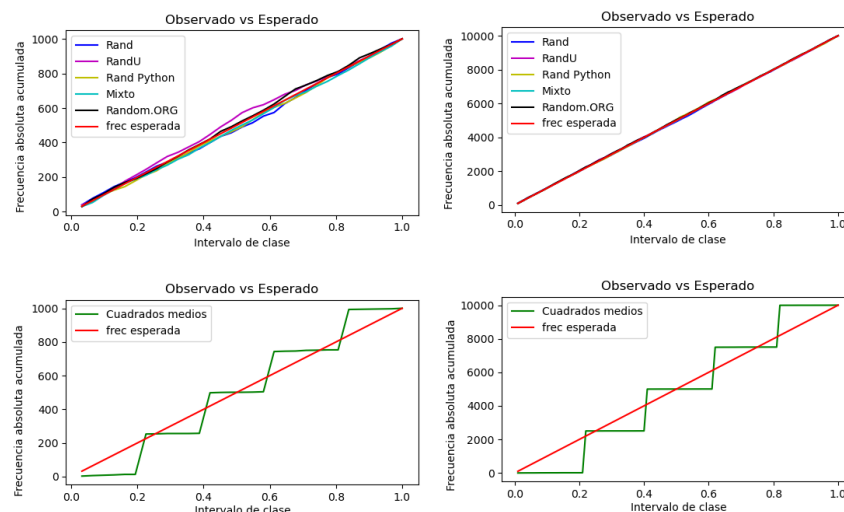 Observado vs Esperado
1000
800
600
400
200
0
Frecuencia absoluta acumulada
Rand
RandU
Rand Python
Mixto
Random.ORG
frec esperada
0.0 0.2 0.4 0.6 0.8 1.0
Intervalo de clase
Observado vs Esperado
10000
8000
6000
4000
2000
0
Frecuencia absoluta acumulada
Rand
RandU
Rand Python
Mixto
Random.ORG
frec esperada
0.0 0.2 0.4 0.6 0.8 1.0
Intervalo de clase
Observado vs Esperado
1000
800
600
400
200
0
Frecuencia absoluta acumulada
Cuadrados medios
frec esperada
0.0 0.2 0.4 0.6 0.8 1.0
Intervalo de clase
Observado vs Esperado
10000
8000
6000
4000
2000
0
Frecuencia absoluta acumulada
Cuadrados medios
frec esperada
0.0 0.2 0.4 0.6 0.8 1.0
Intervalo de clase